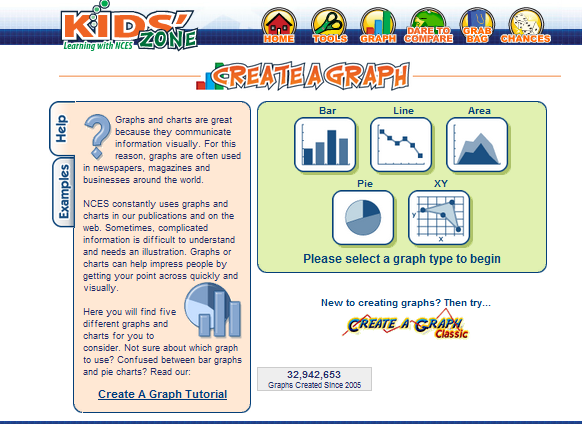 KiDS'
ZONE
Learning with NCES
HOME
TOOLS
GRAPH
DARE TO
COMPARE
GRAB
BAG
CHANCES
CREATE A GRAPH
Help
Examples
?
Graphs and charts are great
because they communicate
information visually. For this
reason, graphs are often used
in newspapers, magazines and
businesses around the world.
NCES constantly uses graphs and
charts in our publications and on the
web. Sometimes, complicated
information is difficult to understand
and needs an illustration. Graphs or
charts can help impress people by
getting your point across quickly and
visually.
Here you will find five
different graphs and
charts for you to
consider. Not sure about which graph
to use? Confused between bar graphs
and pie charts? Read our:
Create A Graph Tutorial
Bar
Line
Area
Pie
XY
Y
X
Please select a graph type to begin
New to creating graphs? Then try...
CREATE A GRAPH
Classic
32,942,653
Graphs Created Since 2005